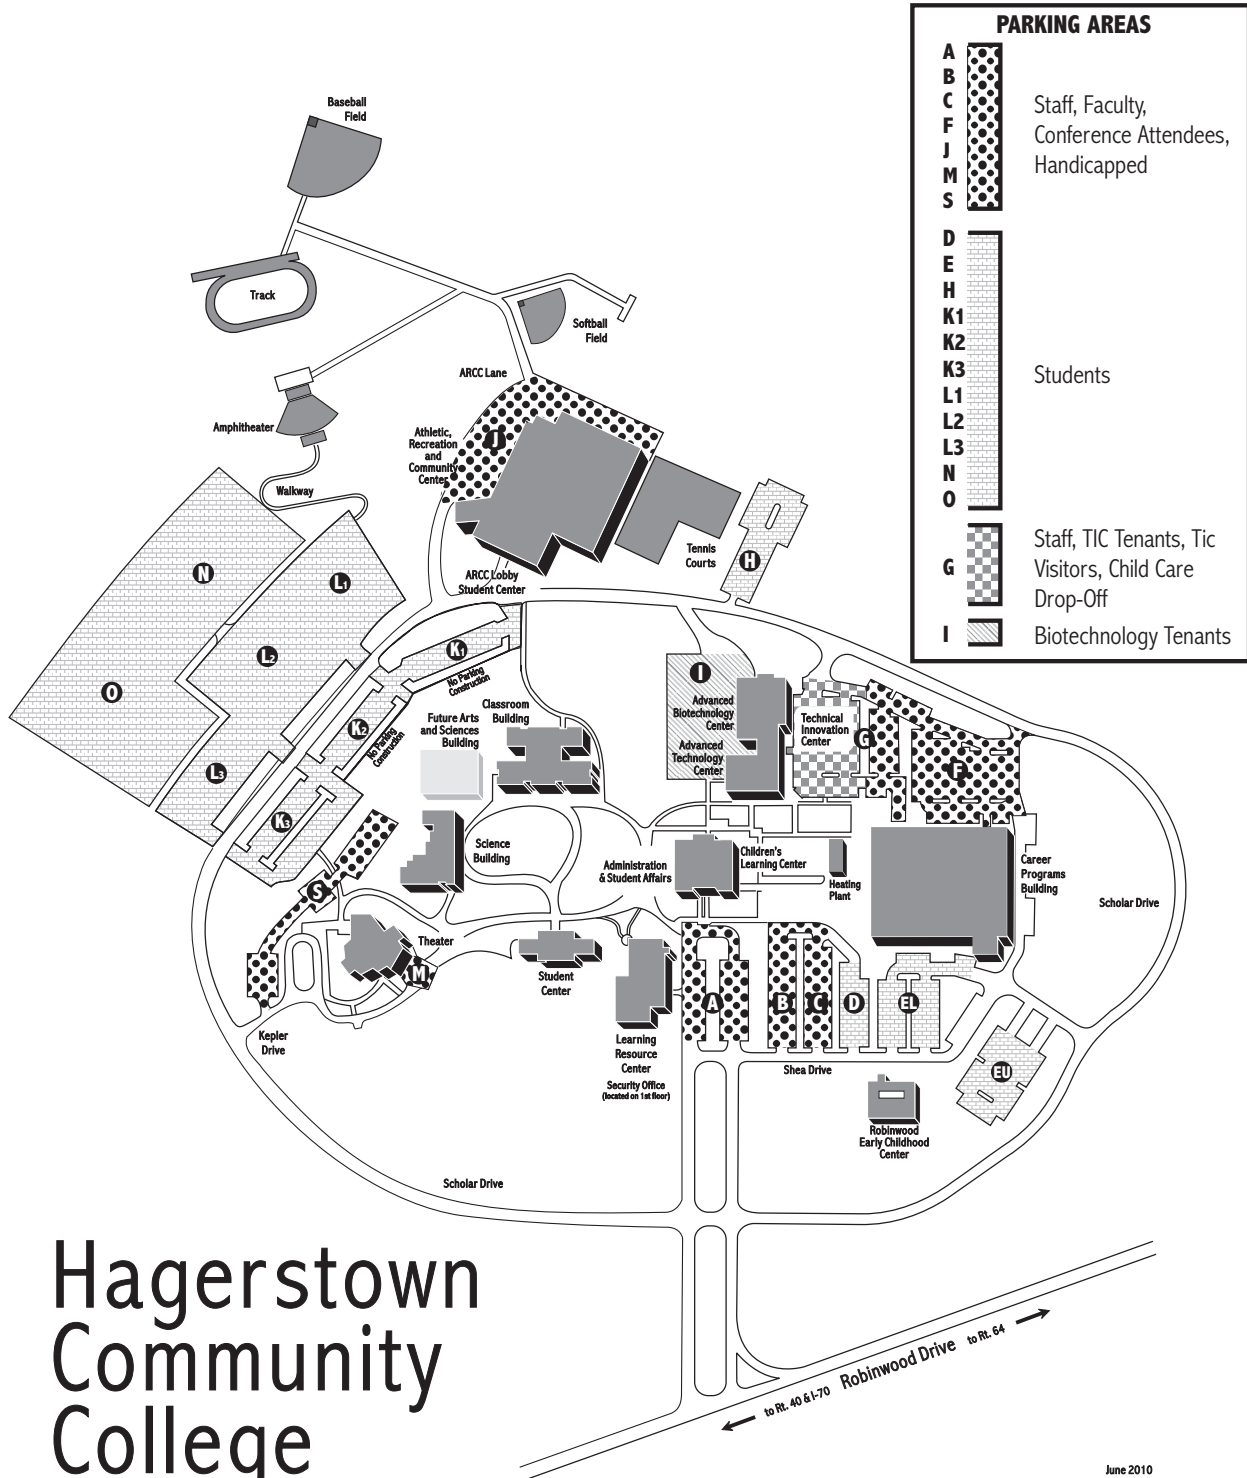 PARKING AREAS
A
B
C
F
J
M
S
Staff, Faculty,
Conference Attendees,
Handicapped
D
E
H
K1
K2
K3
L1
L2
L3
N
O
Students
G
Staff, TIC Tenants, Tic
Visitors, Child Care
Drop-Off
I
Biotechnology Tenants
Baseball
Field
Track
Softball
Field
ARCC Lane
Amphitheater
Athletic,
Recreation
and
Community
Center
J
Walkway
Tennis
Courts
H
ARCC Lobby
Student Center
N
L1
L2
O
L3
K1
No Parking
Construction
K2
No Parking
Construction
K3
Future Arts
and Sciences
Building
Classroom
Building
I
Advanced
Biotechnology
Center
Advanced
Technology
Center
Technical
Innovation
Center
G
F
Science
Building
Administration
& Student Affairs
Children's
Learning Center
Heating
Plant
Career
Programs
Building
Scholar Drive
S
Theater
M
Student
Center
A
B
C
D
EL
EU
Kepler
Drive
Learning
Resource
Center
Security Office
(located on 1st floor)
Shea Drive
Robinwood
Early Childhood
Center
Scholar Drive
Hagerstown
Community
College
Robinwood Drive
to Rt. 64
to Rt. 40 & I-70
June 2010